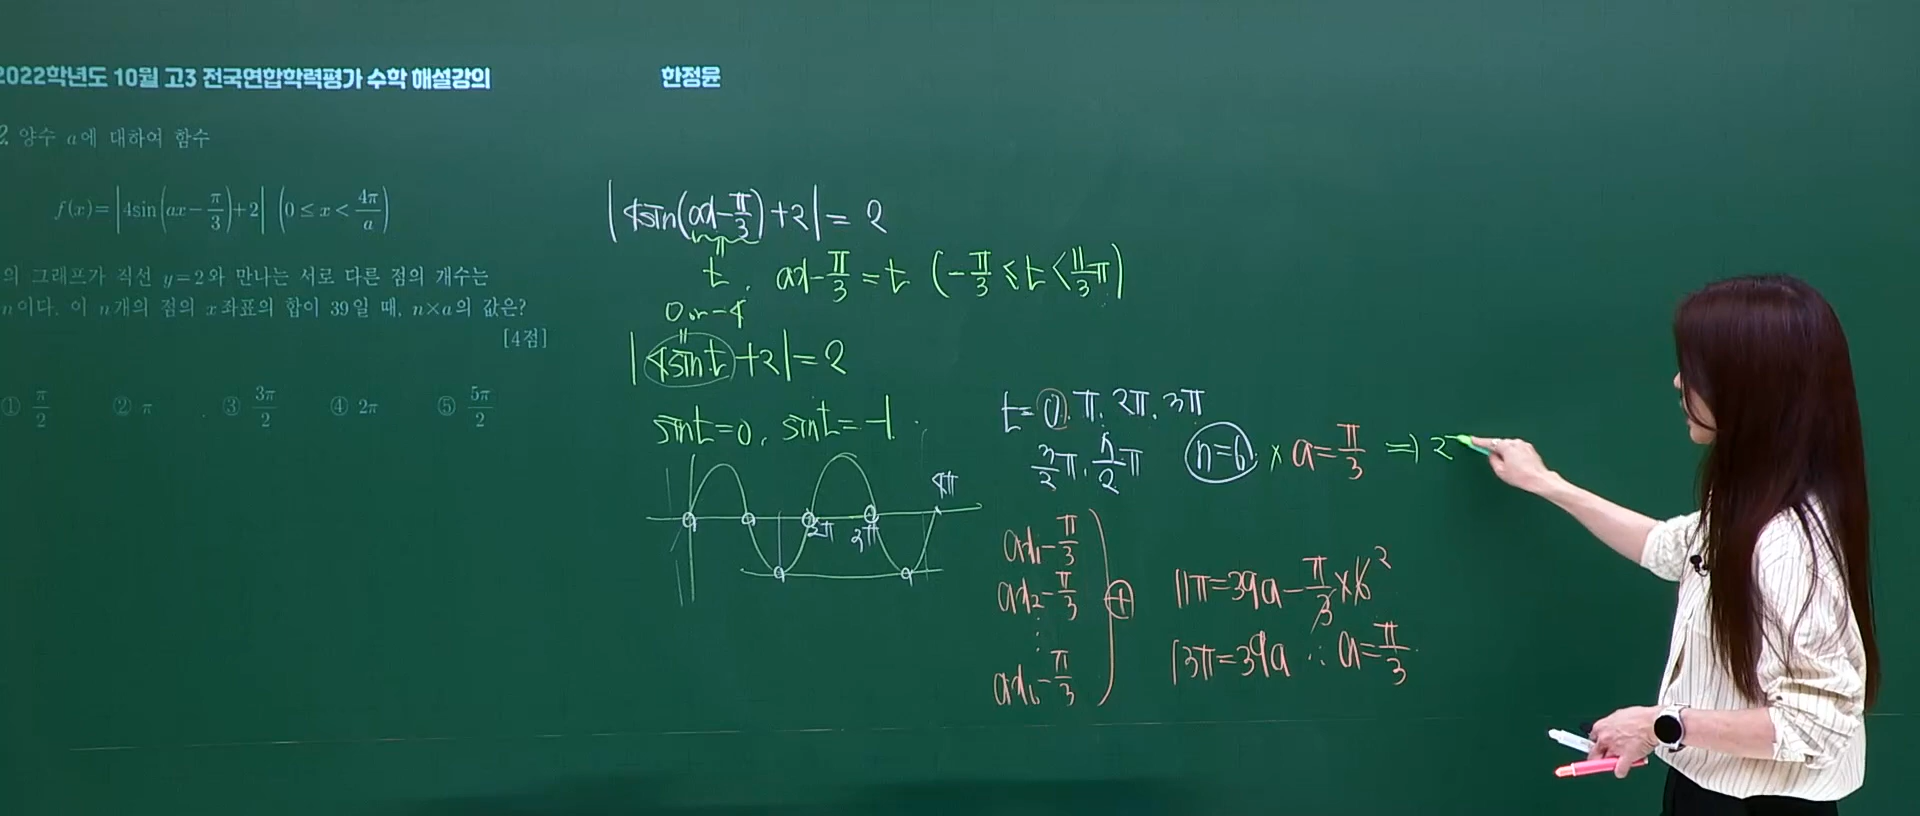 2022학년도 10월 고3 전국연합학력평가 수학 해설강의
한정윤
2. 양수 a에 대하여 함수
f(x)=|4sin(ax-π/3)+2| (0≤x<4π/a)
의 그래프가 직선 y=2와 만나는 서로 다른 점의 개수는
n이다. 이 n개의 점의 x좌표의 합이 39일 때, n×a의 값은?
[4점]
① π/2 ② π ③ 3π/2 ④ 2π ⑤ 5π/2
|4sin(ax-π/3)+2|=2
t. ax-π/3=t (-π/3≤t<11/3π)
0 or -4
|4sint+2|=2
sint=0, sint=-1
2π 3π 4π
t=0, π, 2π, 3π
3/2π, 7/2π
n=6 × a=π/3 ⇒ 2
ax₁-π/3
ax₂-π/3
⋮
ax₆-π/3
+
11π=39a-π/3×6 2
13π=39a ∴ a=π/3